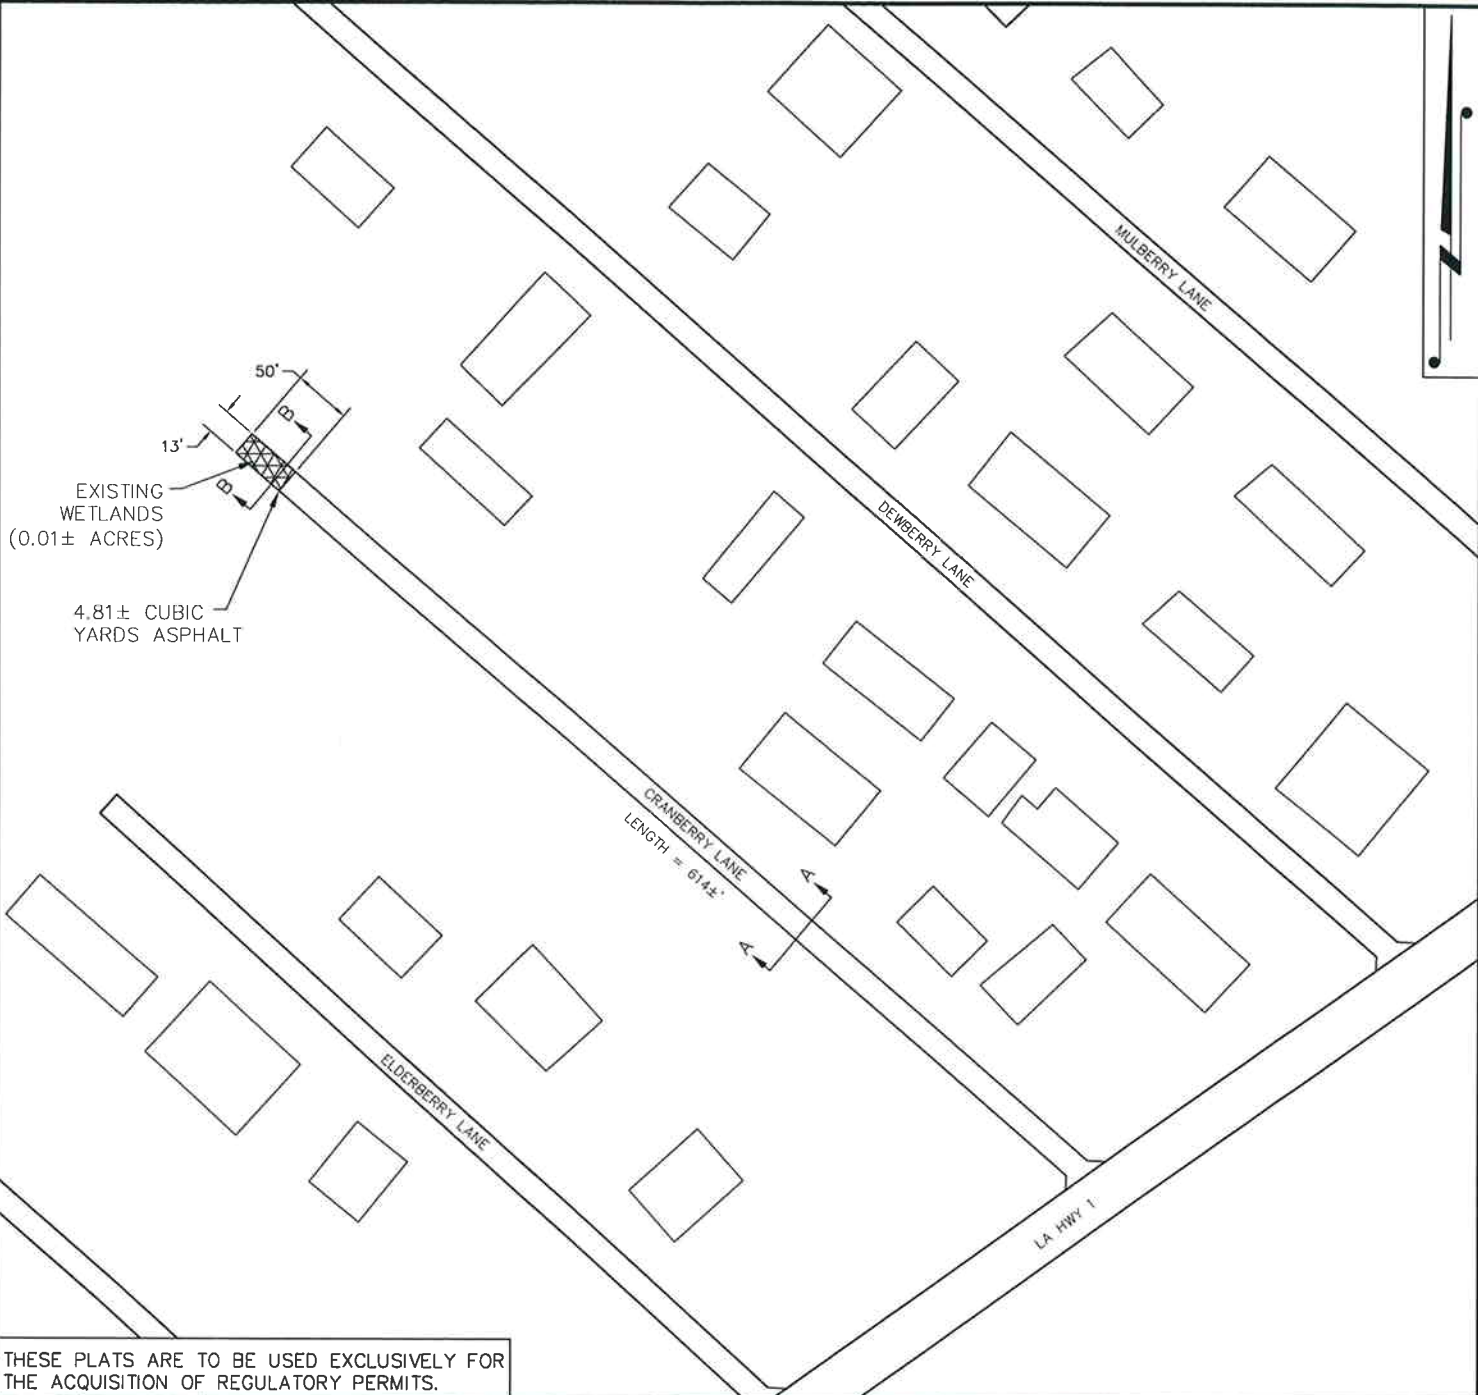 MULBERRY LANE
50'
B
13'
B
EXISTING
WETLANDS
(0.01± ACRES)
DEWBERRY LANE
4.81± CUBIC
YARDS ASPHALT
CRANBERRY LANE
LENGTH = 614±'
A
A
ELDERBERRY LANE
LA HWY 1
THESE PLATS ARE TO BE USED EXCLUSIVELY FOR
THE ACQUISITION OF REGULATORY PERMITS.